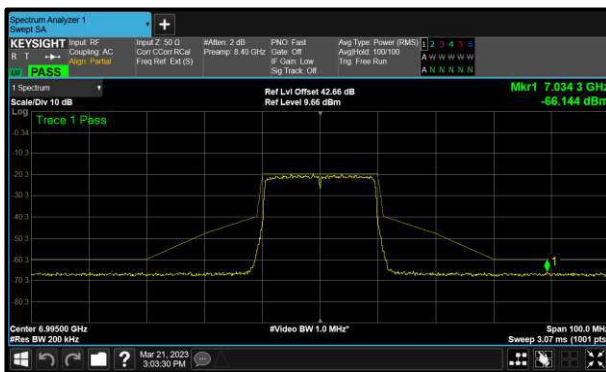 Spectrum Analyzer 1
Swept SA
+
KEYSIGHT Input: RF Input Z: 50 Ω #Atten: 2 dB PNO: Fast Avg Type: Power (RMS) 1 2 3 4 5 6
R T Coupling: AC Corr CCorr RCal Preamp: 8.40 GHz Gate: Off Avg|Hold: 100/100 A W W W W W
Align: Partial Freq Ref: Ext (S) IF Gain: Low Trig: Free Run
PASS Sig Track: Off A N N N N N
1 Spectrum Ref Lvl Offset 42.66 dB Mkr1 7.034 3 GHz
Scale/Div 10 dB Ref Level 9.66 dBm -66.144 dBm
Log
Trace 1 Pass
-0.34
-10.3
-20.3
-30.3
-40.3
-50.3
-60.3
1
-70.3
-80.3
Center 6.99500 GHz #Video BW 1.0 MHz* Span 100.0 MHz
#Res BW 200 kHz Sweep 3.07 ms (1001 pts)
? Mar 21, 2023
3:03:30 PM